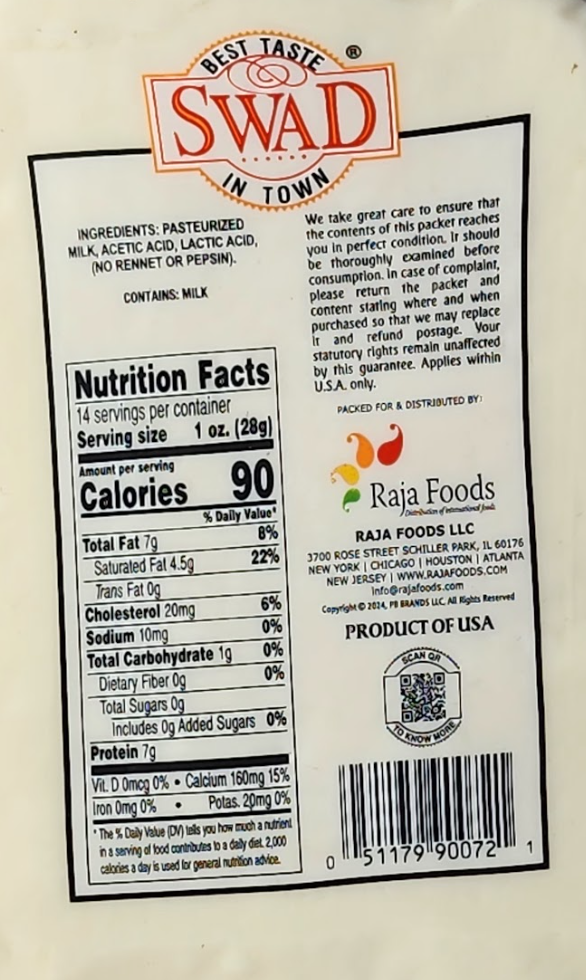 BEST TASTE ®
SWAD
IN TOWN
INGREDIENTS: PASTEURIZED
MILK, ACETIC ACID, LACTIC ACID,
(NO RENNET OR PEPSIN).
CONTAINS: MILK
Nutrition Facts
14 servings per container
Serving size 1 oz. (28g)
Amount per serving
Calories 90
% Daily Value*
Total Fat 7g 8%
Saturated Fat 4.5g 22%
Trans Fat 0g
Cholesterol 20mg 6%
Sodium 10mg 0%
Total Carbohydrate 1g 0%
Dietary Fiber 0g 0%
Total Sugars 0g
Includes 0g Added Sugars 0%
Protein 7g
Vit. D 0mcg 0% • Calcium 160mg 15%
Iron 0mg 0% • Potas. 20mg 0%
* The % Daily Value (DV) tells you how much a nutrient
in a serving of food contributes to a daily diet. 2,000
calories a day is used for general nutrition advice.
We take great care to ensure that
the contents of this packet reaches
you in perfect condition. It should
be thoroughly examined before
consumption. In case of complaint,
please return the packet and
content stating where and when
purchased so that we may replace
it and refund postage. Your
statutory rights remain unaffected
by this guarantee. Applies within
U.S.A. only.
PACKED FOR & DISTRIBUTED BY:
Raja Foods
Distribution of international foods
RAJA FOODS LLC
3700 ROSE STREET SCHILLER PARK, IL 60176
NEW YORK | CHICAGO | HOUSTON | ATLANTA
NEW JERSEY | WWW.RAJAFOODS.COM
info@rajafoods.com
Copyright © 2024, PB BRANDS LLC. All Rights Reserved
PRODUCT OF USA
SCAN QR
TO KNOW MORE
0 51179 90072 1